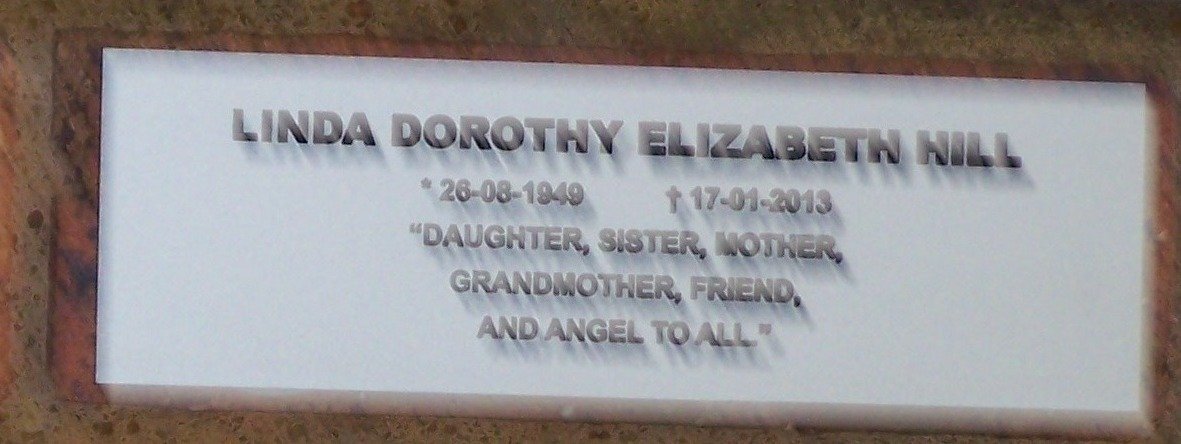 LINDA DOROTHY ELIZABETH HILL
* 26-08-1949 † 17-01-2013
“DAUGHTER, SISTER, MOTHER,
GRANDMOTHER, FRIEND,
AND ANGEL TO ALL”